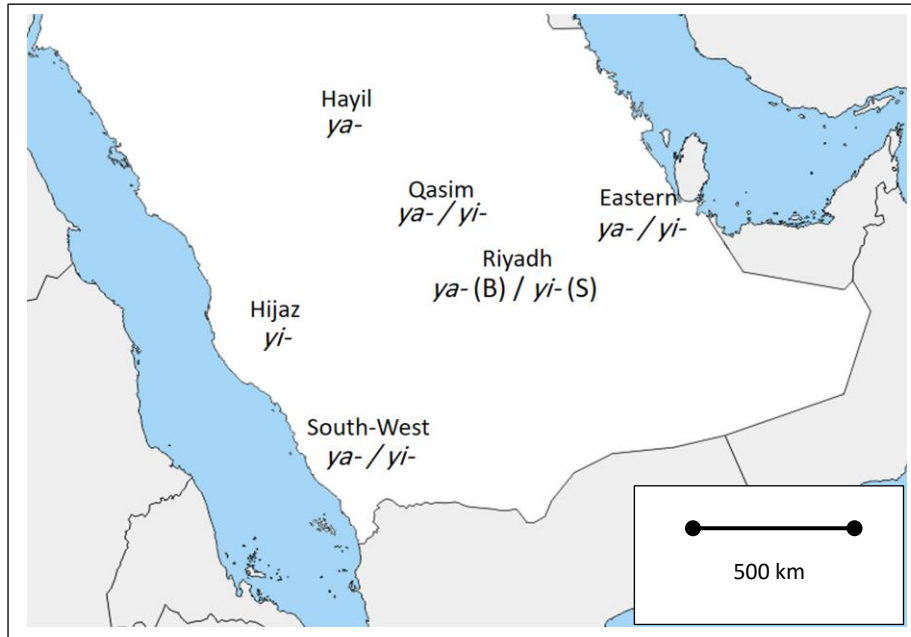 Hayil
ya-
Qasim
ya- / yi-
Eastern
ya- / yi-
Riyadh
ya- (B) / yi- (S)
Hijaz
yi-
South-West
ya- / yi-
500 km